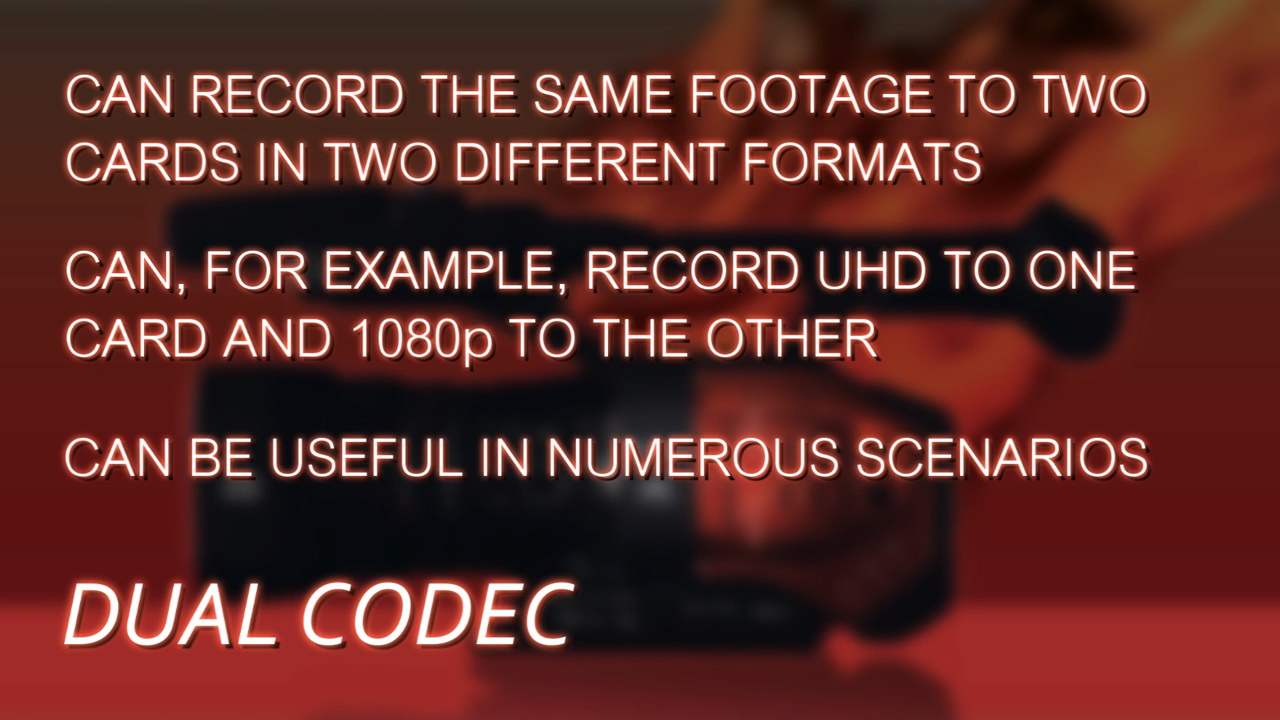 CAN RECORD THE SAME FOOTAGE TO TWO
CARDS IN TWO DIFFERENT FORMATS
CAN, FOR EXAMPLE, RECORD UHD TO ONE
CARD AND 1080p TO THE OTHER
CAN BE USEFUL IN NUMEROUS SCENARIOS
DUAL CODEC